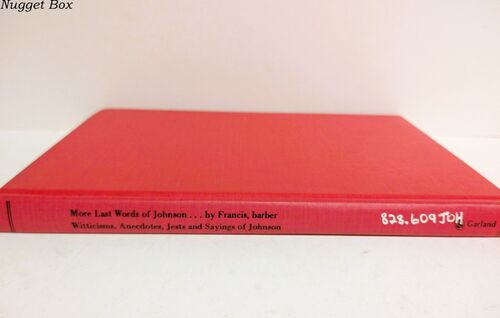 Nugget Box
More Last Words of Johnson . . . by Francis, barber
Witticisms, Anecdotes, Jests and Sayings of Johnson
828.609JOH
Garland